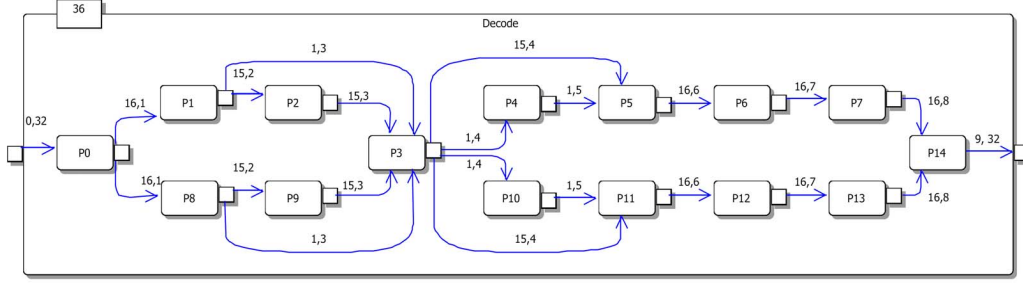 36
Decode
1,3
15,4
15,2
P1
P2
15,3
16,1
P4
1,5
P5
16,6
P6
16,7
P7
16,8
0,32
P0
P3
1,4
1,4
P14
9, 32
16,1
P8
15,2
P9
15,3
P10
1,5
P11
16,6
P12
16,7
P13
16,8
1,3
15,4